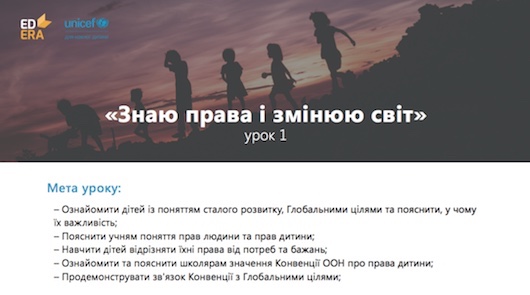 ED
ERA
unicef
«Знаю права і змінюю світ»
урок 1
Мета уроку:
– Ознайомити дітей із поняттям сталого розвитку, Глобальними цілями та пояснити, у чому
їх важливість;
– Пояснити учням поняття прав людини та прав дитини;
– Навчити дітей відрізняти їхні права від потреб та бажань;
– Ознайомити та пояснити школярам значення Конвенції ООН про права дитини;
– Продемонструвати зв’язок Конвенції з Глобальними цілями;